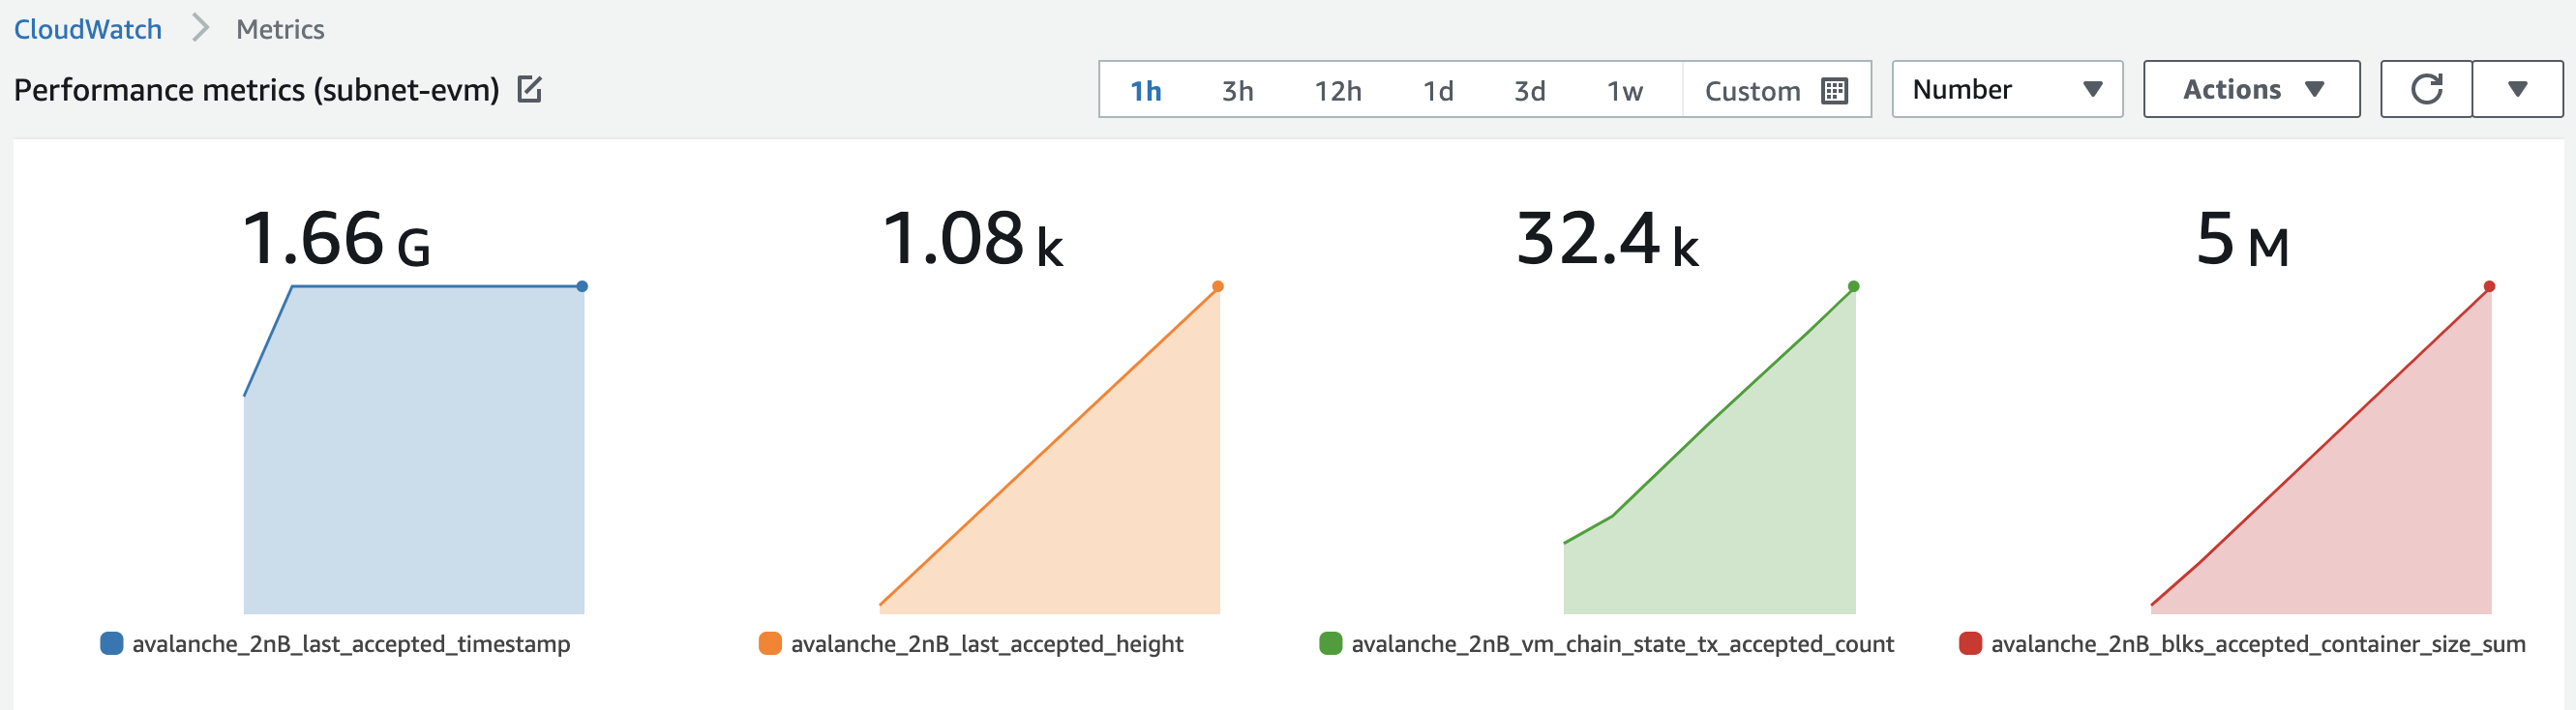 CloudWatch > Metrics
Performance metrics (subnet-evm)
1h 3h 12h 1d 3d 1w Custom Number Actions
1.66 G
1.08 k
32.4 k
5 M
avalanche_2nB_last_accepted_timestamp
avalanche_2nB_last_accepted_height
avalanche_2nB_vm_chain_state_tx_accepted_count
avalanche_2nB_blks_accepted_container_size_sum